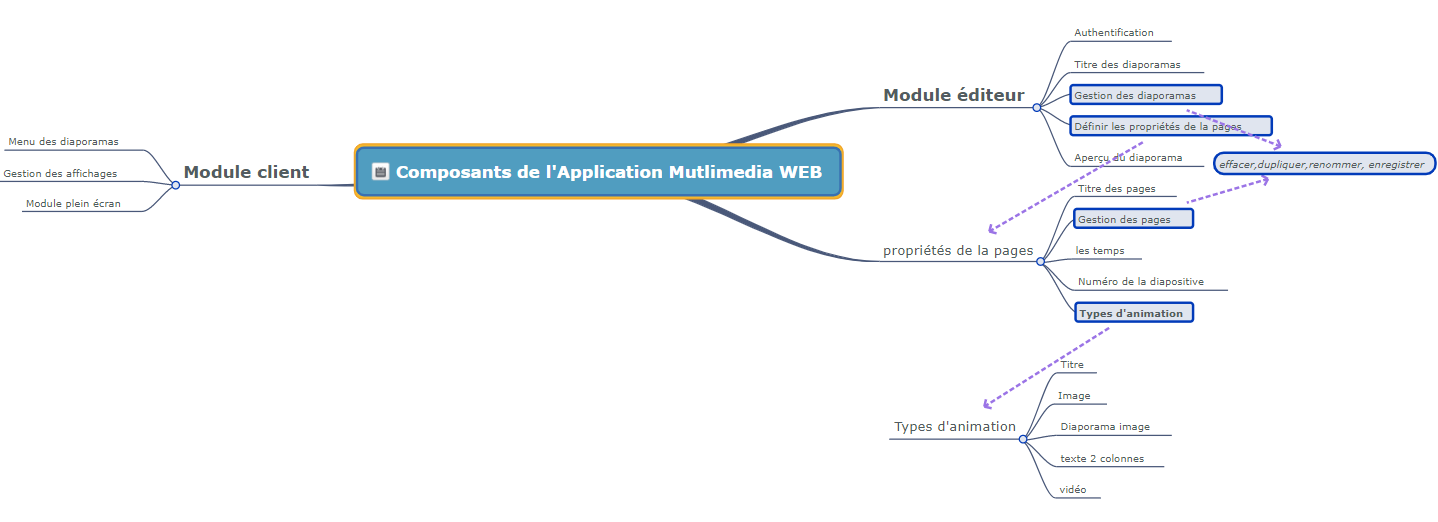 Composants de l'Application Mutlimedia WEB
Module client
Menu des diaporamas
Gestion des affichages
Module plein écran
Module éditeur
Authentification
Titre des diaporamas
Gestion des diaporamas
Définir les propriétés de la pages
Aperçu du diaporama
effacer,dupliquer,renommer, enregistrer
propriétés de la pages
Titre des pages
Gestion des pages
les temps
Numéro de la diapositive
Types d'animation
Types d'animation
Titre
Image
Diaporama image
texte 2 colonnes
vidéo